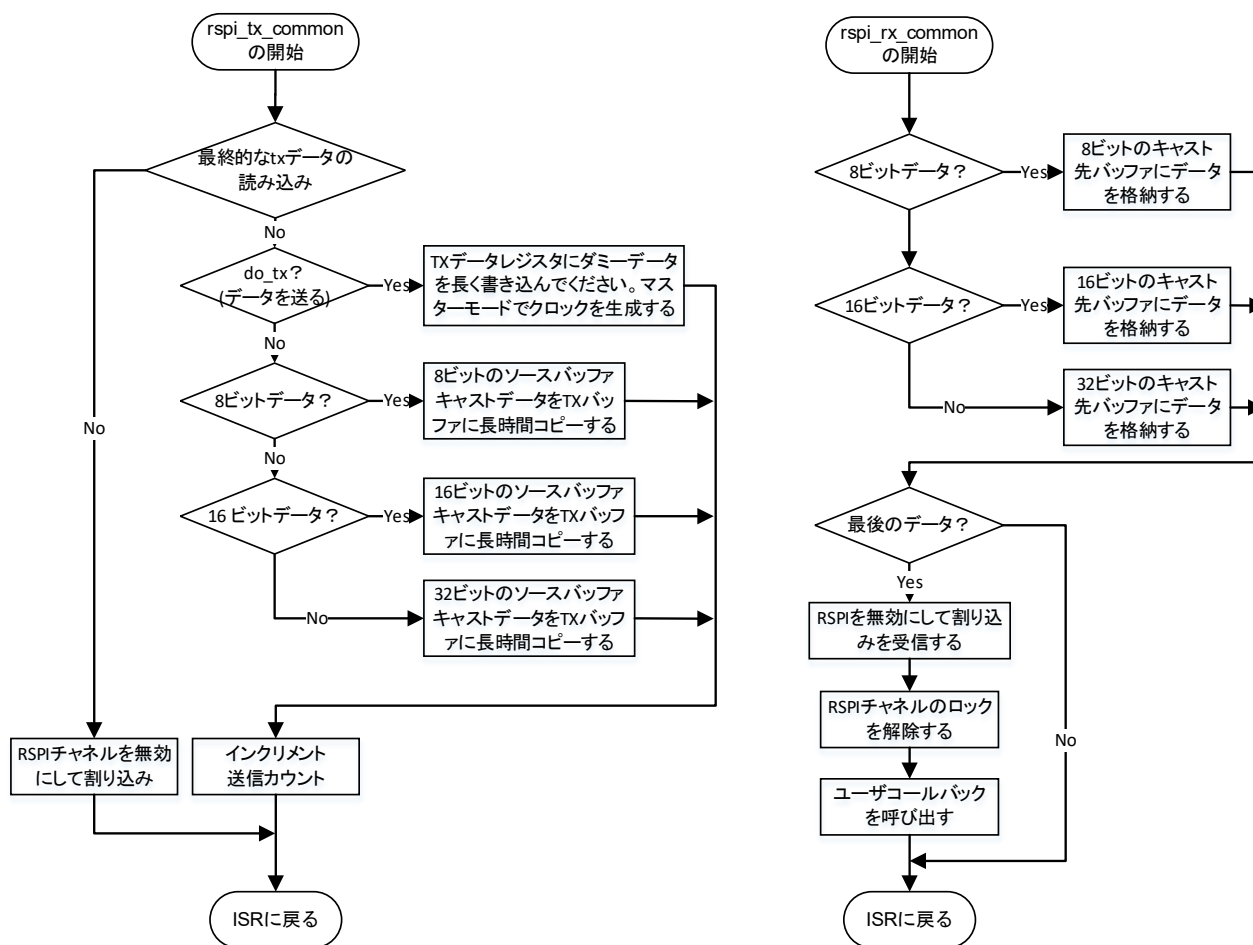 rspi_tx_common
の開始
最終的なtxデータの
読み込み
No
do_tx?
(データを送る)
Yes
TXデータレジスタにダミーデータ
を長く書き込んでください。マス
ターモードでクロックを生成する
No
8ビットデータ?
Yes
8ビットのソースバッファ
キャストデータをTXバッ
ファに長時間コピーする
No
No
16 ビットデータ?
Yes
16ビットのソースバッファ
キャストデータをTXバッ
ファに長時間コピーする
No
32ビットのソースバッファ
キャストデータをTXバッ
ファに長時間コピーする
RSPIチャネルを無効
にして割り込み
インクリメント
送信カウント
ISRに戻る
rspi_rx_common
の開始
8ビットデータ?
Yes
8ビットのキャスト
先バッファにデータ
を格納する
16ビットデータ?
Yes
16ビットのキャスト
先バッファにデータ
を格納する
No
32ビットのキャスト
先バッファにデータ
を格納する
最後のデータ?
Yes
RSPIを無効にして割り込
みを受信する
RSPIチャネルのロック
を解除する
No
ユーザコールバック
を呼び出す
ISRに戻る